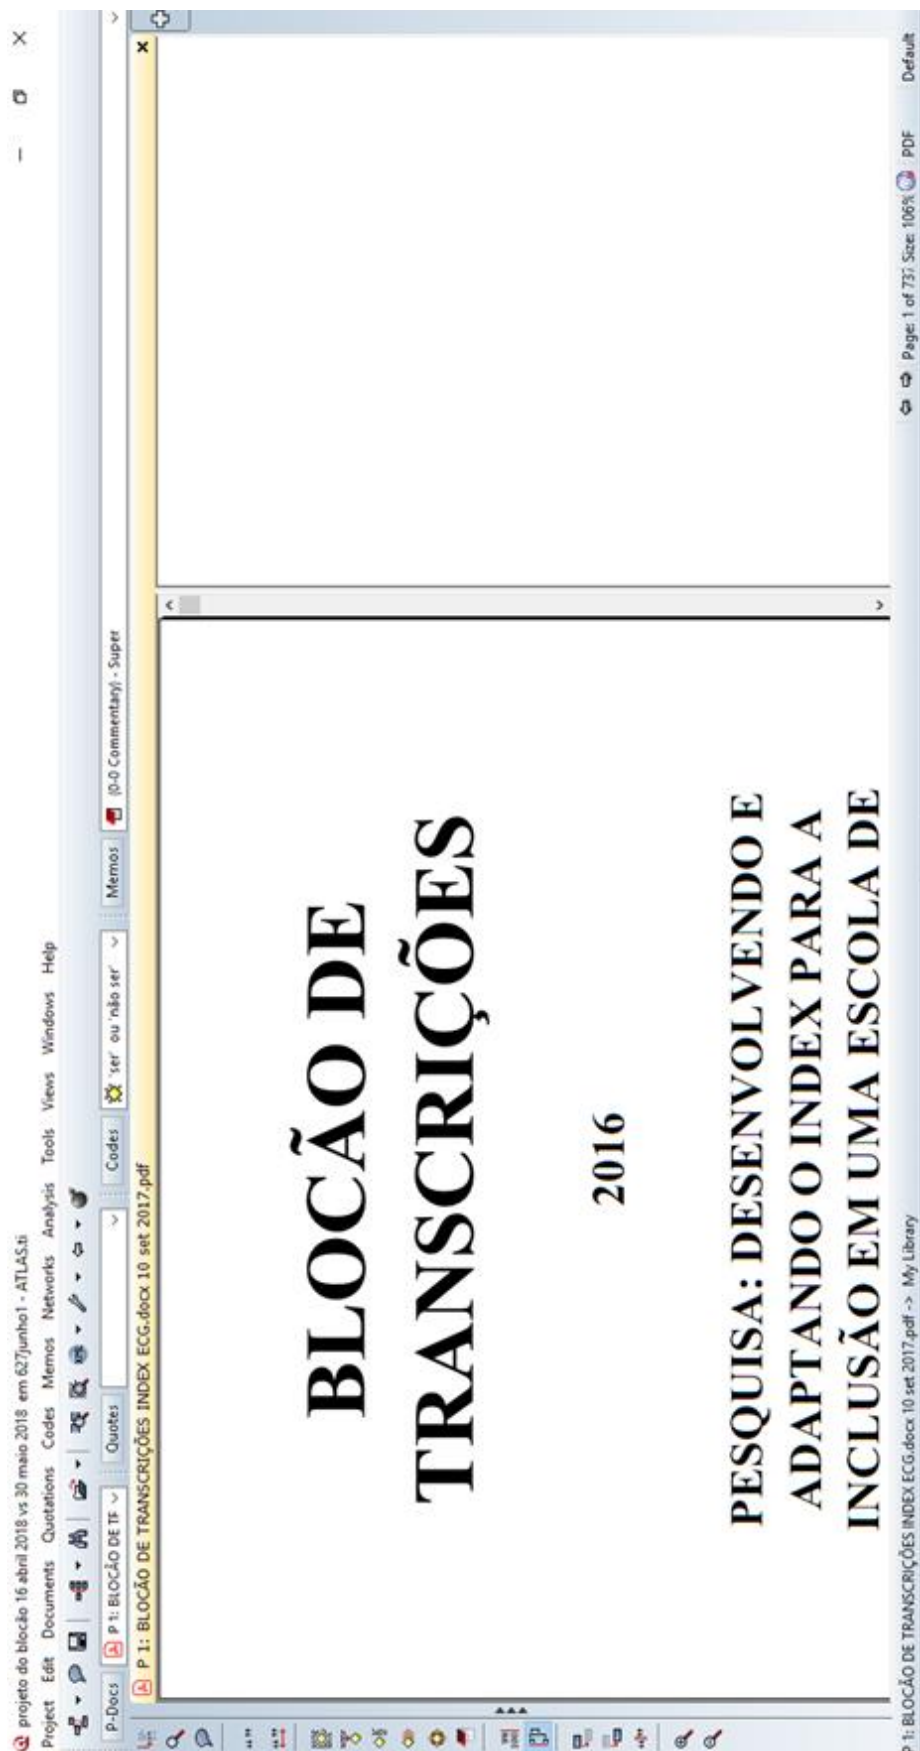 projeto do blocão 16 abril 2018 vs 30 maio 2018 em 627junho1 - ATLAS.ti
Project Edit Documents Quotations Codes Memos Networks Analysis Tools Views Windows Help
P-Docs P 1: BLOCÃO DE TF Quotes Codes 'ser' ou 'não ser' Memos (0-0 Commentary) - Super
P 1: BLOCÃO DE TRANSCRIÇÕES INDEX ECG.docx 10 set 2017.pdf
BLOCÃO DE
TRANSCRIÇÕES
2016
PESQUISA: DESENVOLVENDO E
ADAPTANDO O INDEX PARA A
INCLUSÃO EM UMA ESCOLA DE
P 1: BLOCÃO DE TRANSCRIÇÕES INDEX ECG.docx 10 set 2017.pdf -> My Library Page: 1 of 737 Size: 106% PDF Default